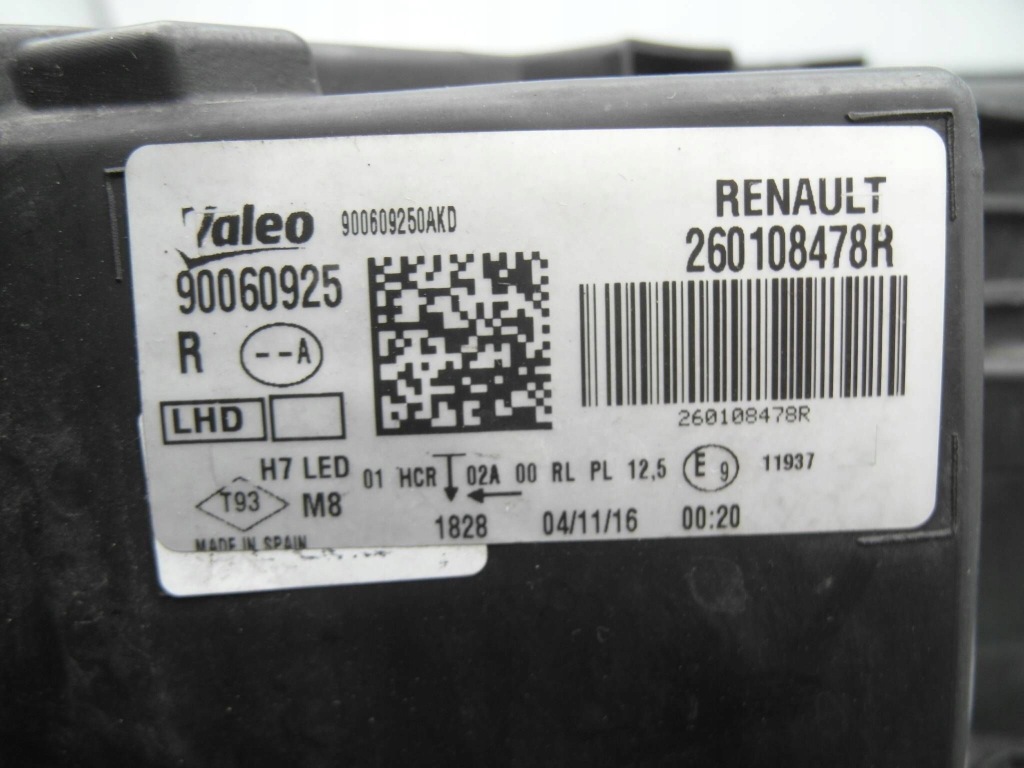 Valeo 900609250AKD
RENAULT
90060925
260108478R
R --A
LHD
260108478R
H7 LED
01 HCR 02A 00 RL PL 12,5 E9 11937
T93 M8
1828 04/11/16 00:20
MADE IN SPAIN